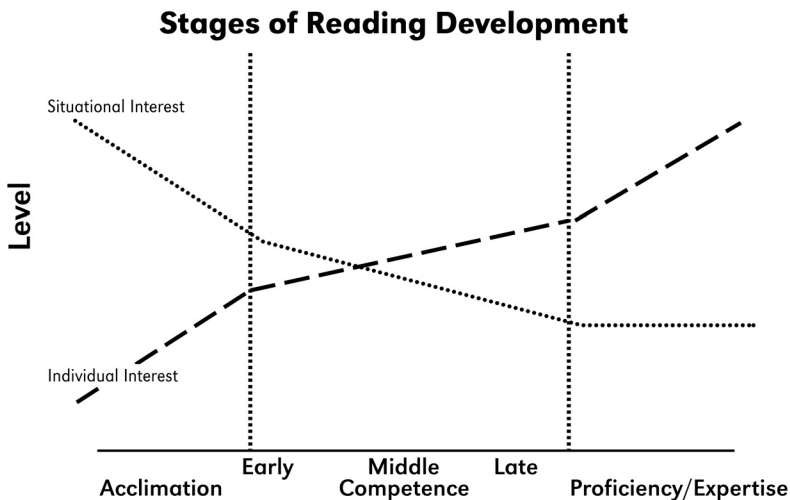 Stages of Reading Development
Situational Interest
Level
Individual Interest
Early
Middle
Late
Acclimation
Competence
Proficiency/Expertise